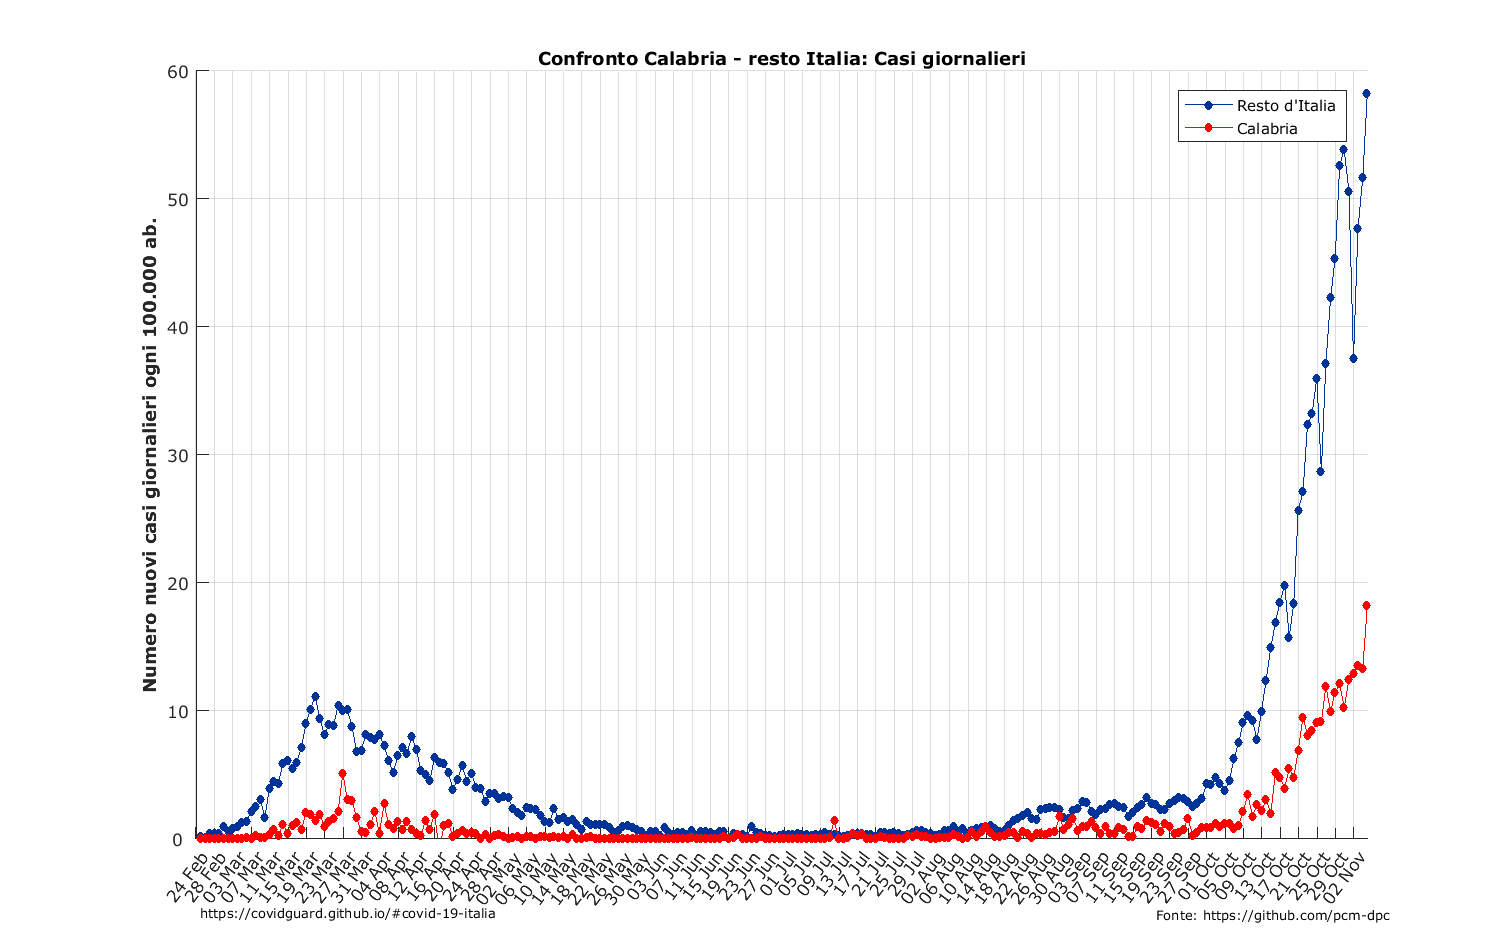 Confronto Calabria - resto Italia: Casi giornalieri
Numero nuovi casi giornalieri ogni 100.000 ab.
60
50
40
30
20
10
0
Resto d'Italia
Calabria
24 Feb
28 Feb
03 Mar
07 Mar
11 Mar
15 Mar
19 Mar
23 Mar
27 Mar
31 Mar
04 Apr
08 Apr
12 Apr
16 Apr
20 Apr
24 Apr
28 Apr
02 May
06 May
10 May
14 May
18 May
22 May
26 May
30 May
03 Jun
07 Jun
11 Jun
15 Jun
19 Jun
23 Jun
27 Jun
01 Jul
05 Jul
09 Jul
13 Jul
17 Jul
21 Jul
25 Jul
29 Jul
02 Aug
06 Aug
10 Aug
14 Aug
18 Aug
22 Aug
26 Aug
30 Aug
03 Sep
07 Sep
11 Sep
15 Sep
19 Sep
23 Sep
27 Sep
01 Oct
05 Oct
09 Oct
13 Oct
17 Oct
21 Oct
25 Oct
29 Oct
02 Nov
https://covidguard.github.io/#covid-19-italia
Fonte: https://github.com/pcm-dpc